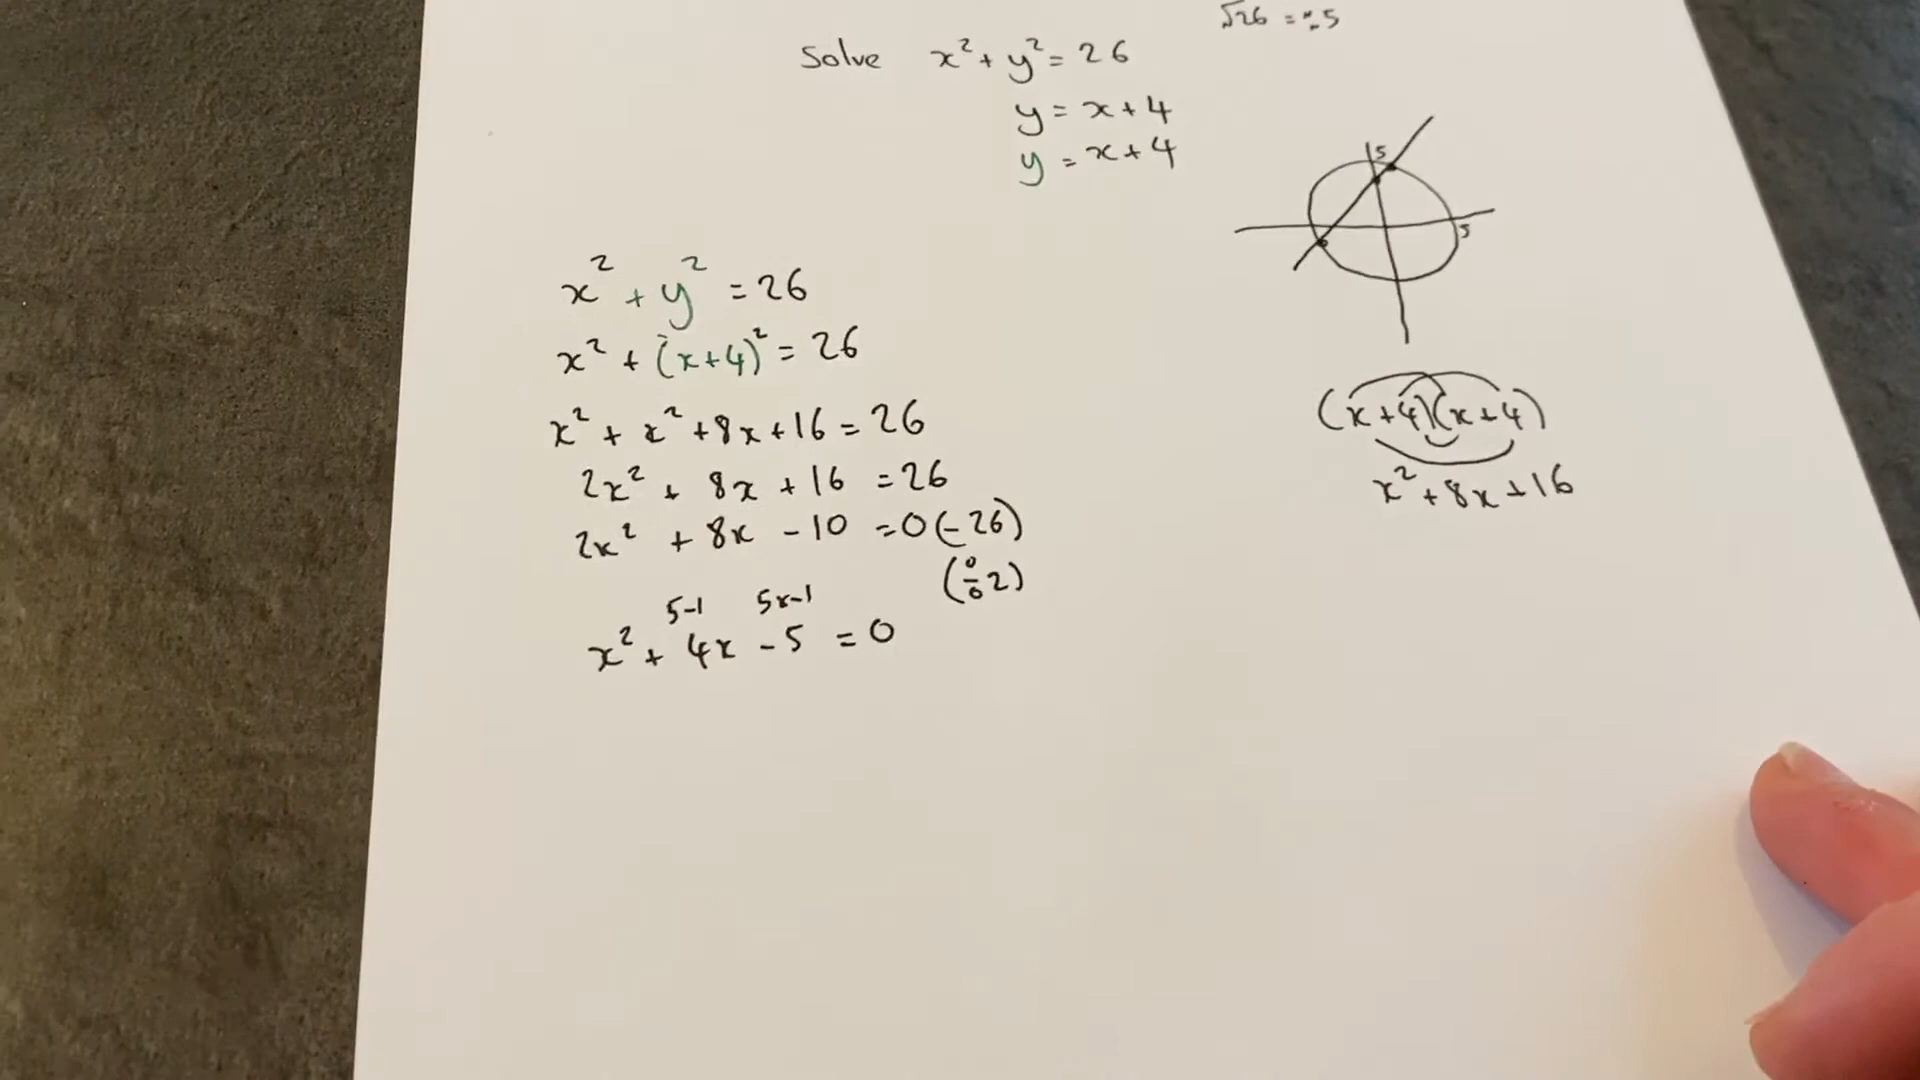 √26 = ~5
Solve x² + y² = 26
y = x + 4
y = x + 4
5
5
x² + y² = 26
x² + (x+4)² = 26
x² + x² + 8x + 16 = 26
2x² + 8x + 16 = 26
2x² + 8x - 10 = 0 (-26)
(÷2)
5-1 5x-1
x² + 4x - 5 = 0
(x+4)(x+4)
x² + 8x + 16